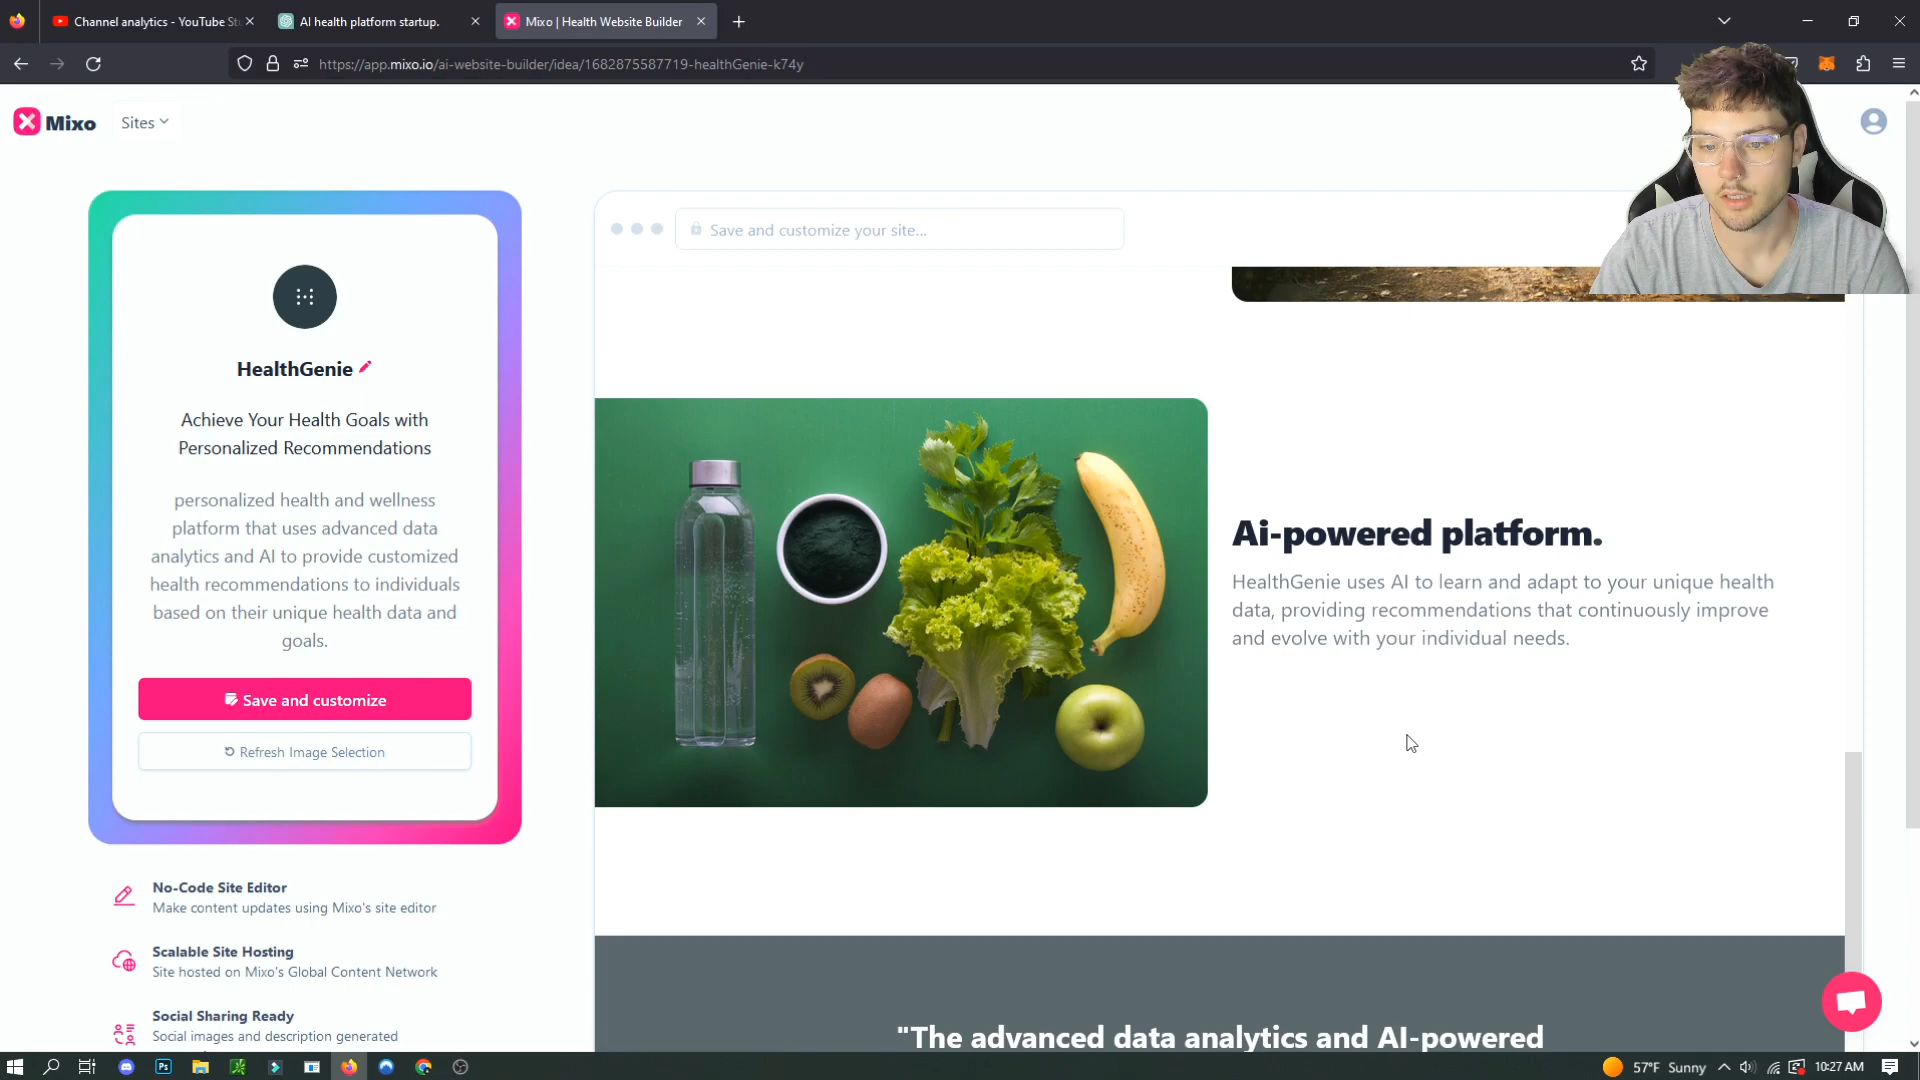 Channel analytics - YouTube Stu
AI health platform startup.
Mixo | Health Website Builder
https://app.mixo.io/ai-website-builder/idea/1682875587719-healthGenie-k74y
Mixo
Sites
Save and customize your site...
HealthGenie
Achieve Your Health Goals with
Personalized Recommendations
personalized health and wellness
platform that uses advanced data
analytics and AI to provide customized
health recommendations to individuals
based on their unique health data and
goals.
Save and customize
Refresh Image Selection
No-Code Site Editor
Make content updates using Mixo's site editor
Scalable Site Hosting
Site hosted on Mixo's Global Content Network
Social Sharing Ready
Social images and description generated
Ai-powered platform.
HealthGenie uses AI to learn and adapt to your unique health
data, providing recommendations that continuously improve
and evolve with your individual needs.
"The advanced data analytics and AI-powered
Ps
57°F Sunny
10:27 AM